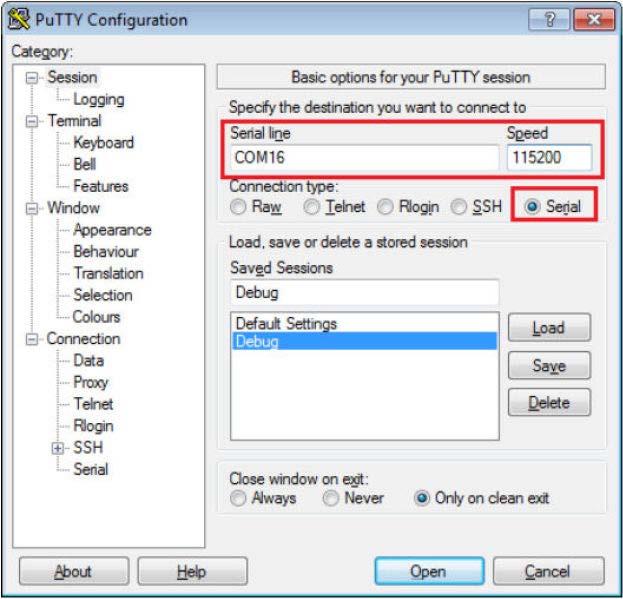 PuTTY Configuration
Category:
Session
Logging
Terminal
Keyboard
Bell
Features
Window
Appearance
Behaviour
Translation
Selection
Colours
Connection
Data
Proxy
Telnet
Rlogin
SSH
Serial
Basic options for your PuTTY session
Specify the destination you want to connect to
Serial line Speed
COM16 115200
Connection type:
Raw Telnet Rlogin SSH Serial
Load, save or delete a stored session
Saved Sessions
Debug
Default Settings
Debug
Load
Save
Delete
Close window on exit:
Always Never Only on clean exit
About Help Open Cancel